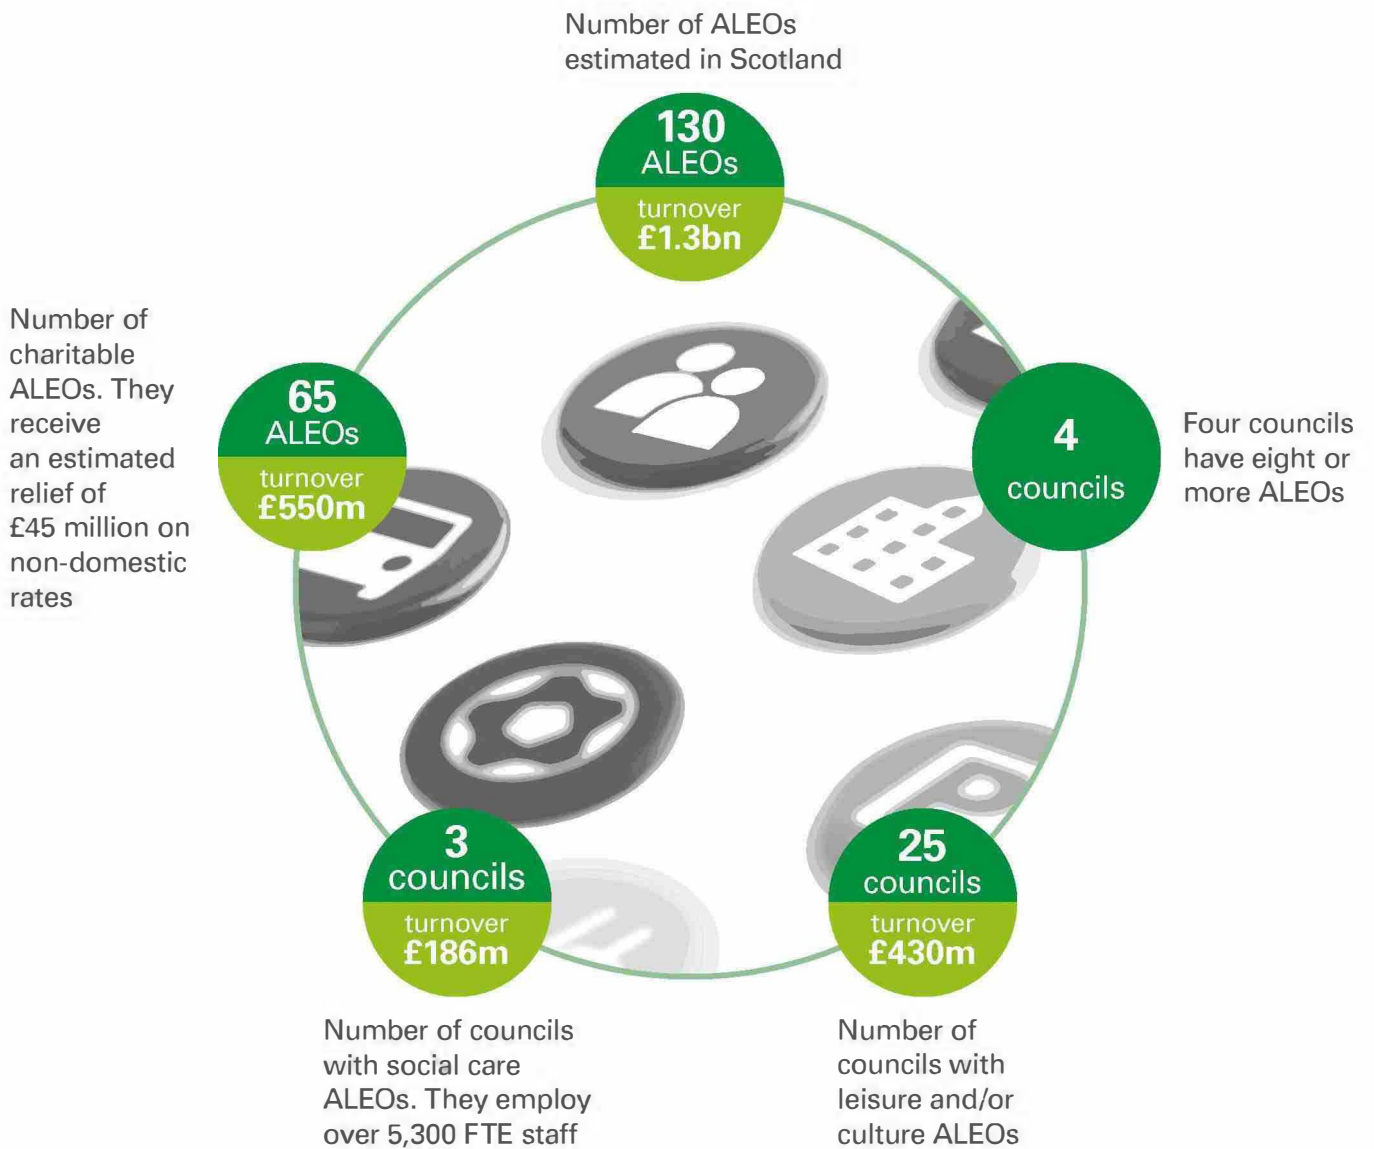 Number of ALEOs
estimated in Scotland
130
ALEOs
turnover
£1.3bn
Number of
charitable
ALEOs. They
receive
an estimated
relief of
£45 million on
non-domestic
rates
65
ALEOs
turnover
£550m
4
councils
Four councils
have eight or
more ALEOs
3
councils
turnover
£186m
Number of councils
with social care
ALEOs. They employ
over 5,300 FTE staff
25
councils
turnover
£430m
Number of
councils with
leisure and/or
culture ALEOs